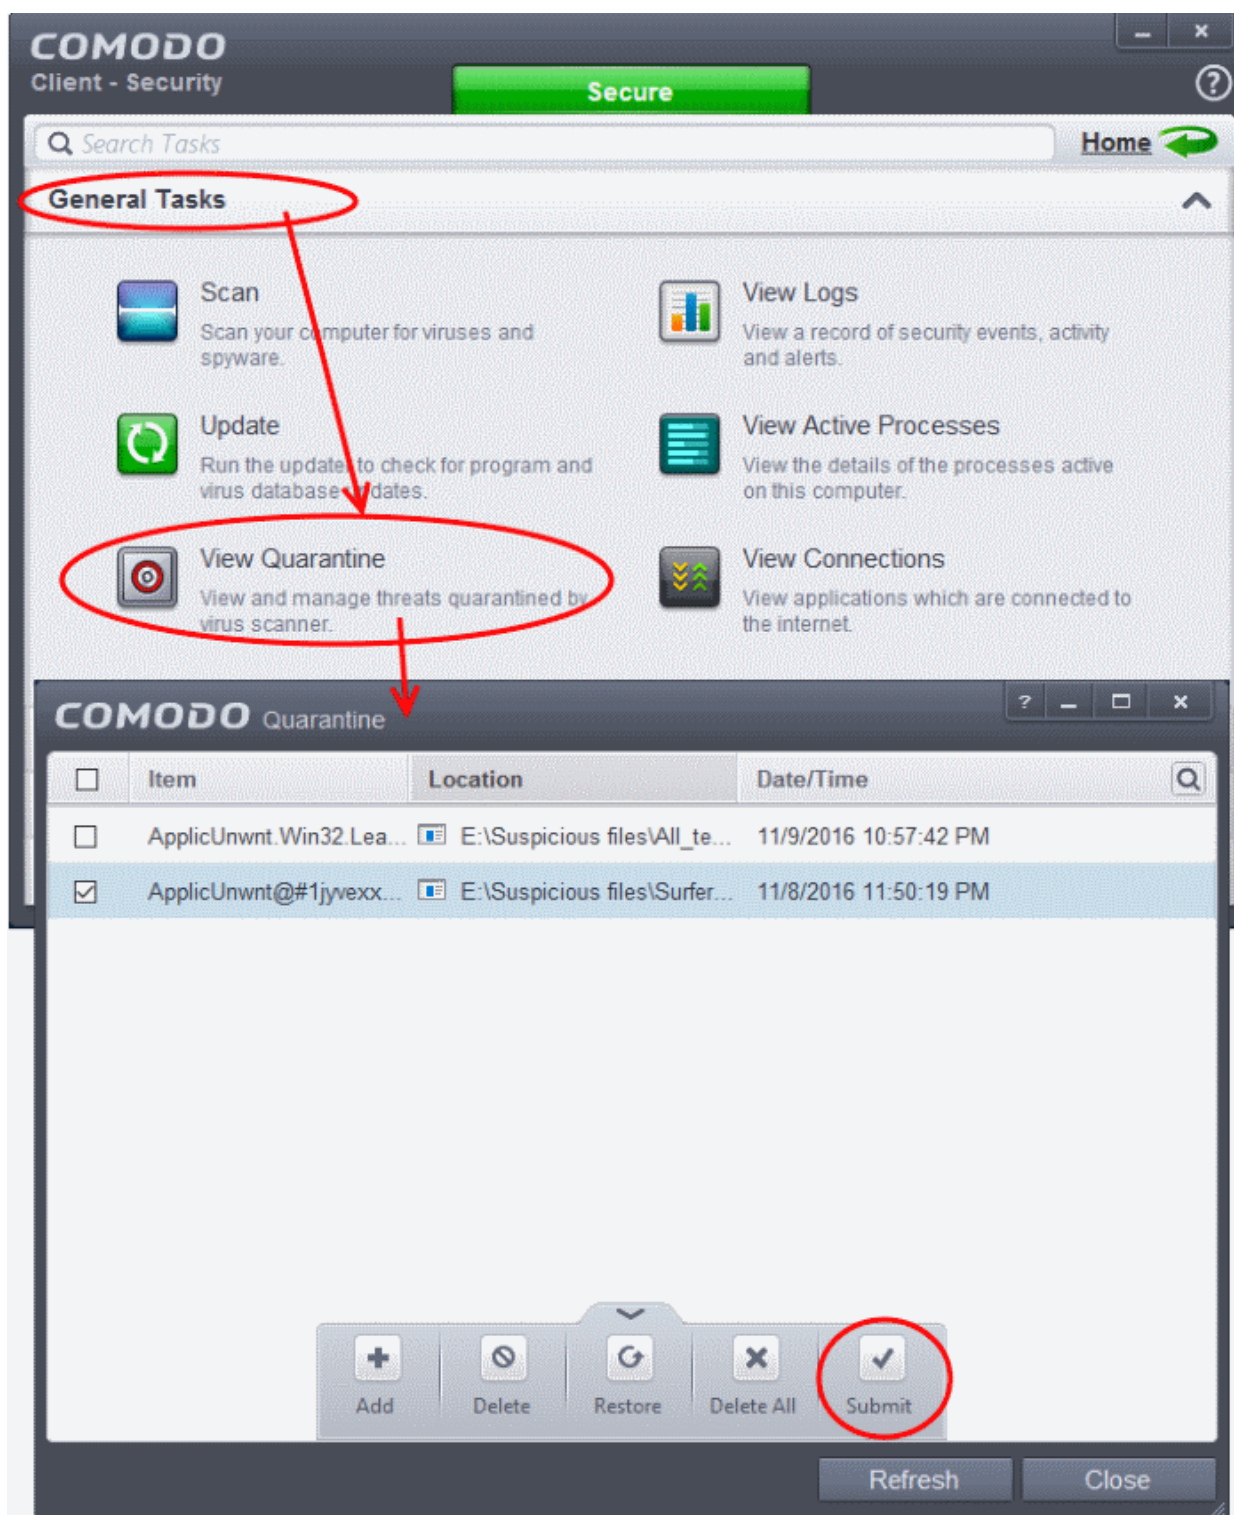 COMODO
Client - Security
Secure
Search Tasks
Home
General Tasks
Scan
Scan your computer for viruses and
spyware.
View Logs
View a record of security events, activity
and alerts.
Update
Run the updater to check for program and
virus database updates.
View Active Processes
View the details of the processes active
on this computer.
View Quarantine
View and manage threats quarantined by
virus scanner.
View Connections
View applications which are connected to
the internet.
COMODO Quarantine
Item Location Date/Time
ApplicUnwnt.Win32.Lea... E:\Suspicious files\All_te... 11/9/2016 10:57:42 PM
ApplicUnwnt@#1jyvexx... E:\Suspicious files\Surfer... 11/8/2016 11:50:19 PM
Add Delete Restore Delete All Submit
Refresh Close